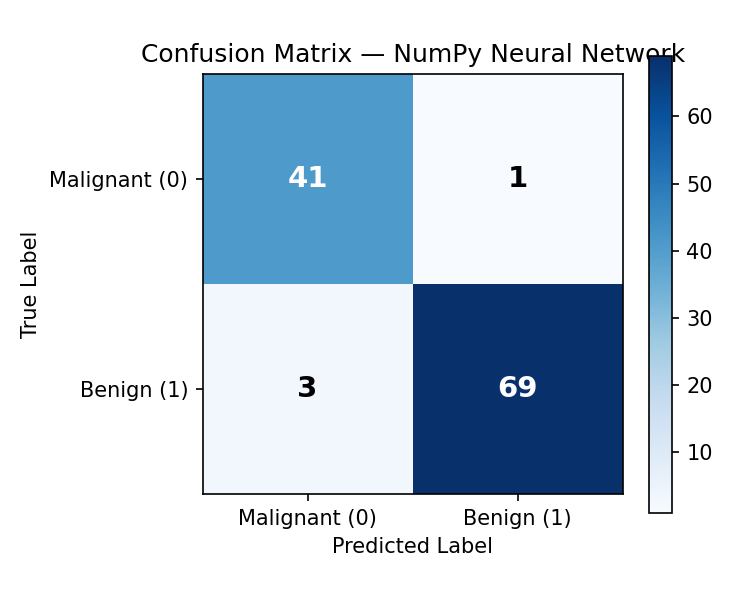 Confusion Matrix — NumPy Neural Network
True Label
Malignant (0)
41
1
Benign (1)
3
69
Malignant (0)
Benign (1)
Predicted Label
60
50
40
30
20
10